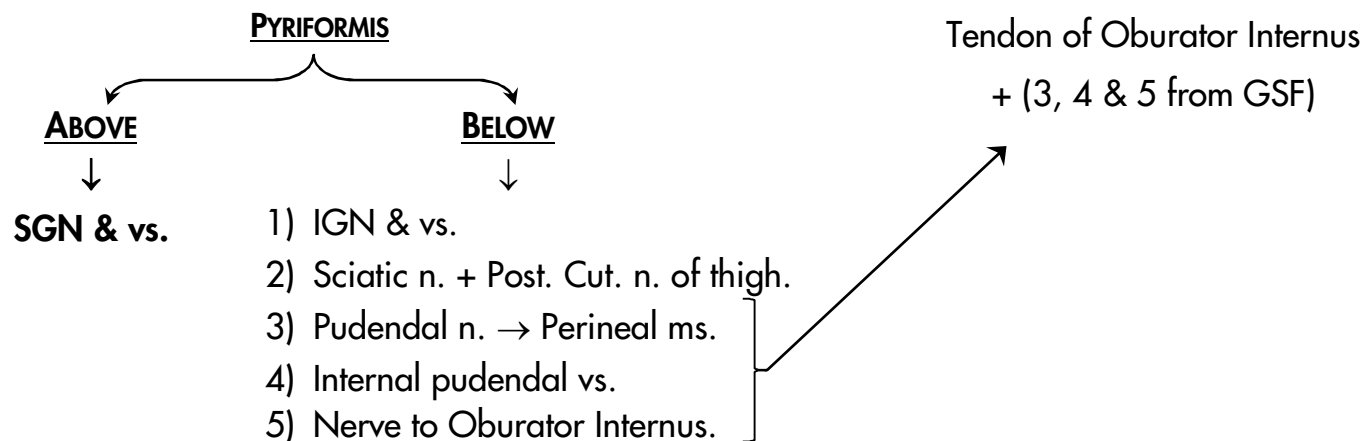 PYRIFORMIS
ABOVE
BELOW
SGN & vs.
1) IGN & vs.
2) Sciatic n. + Post. Cut. n. of thigh.
3) Pudendal n. → Perineal ms.
4) Internal pudendal vs.
5) Nerve to Oburator Internus.
Tendon of Oburator Internus
+ (3, 4 & 5 from GSF)